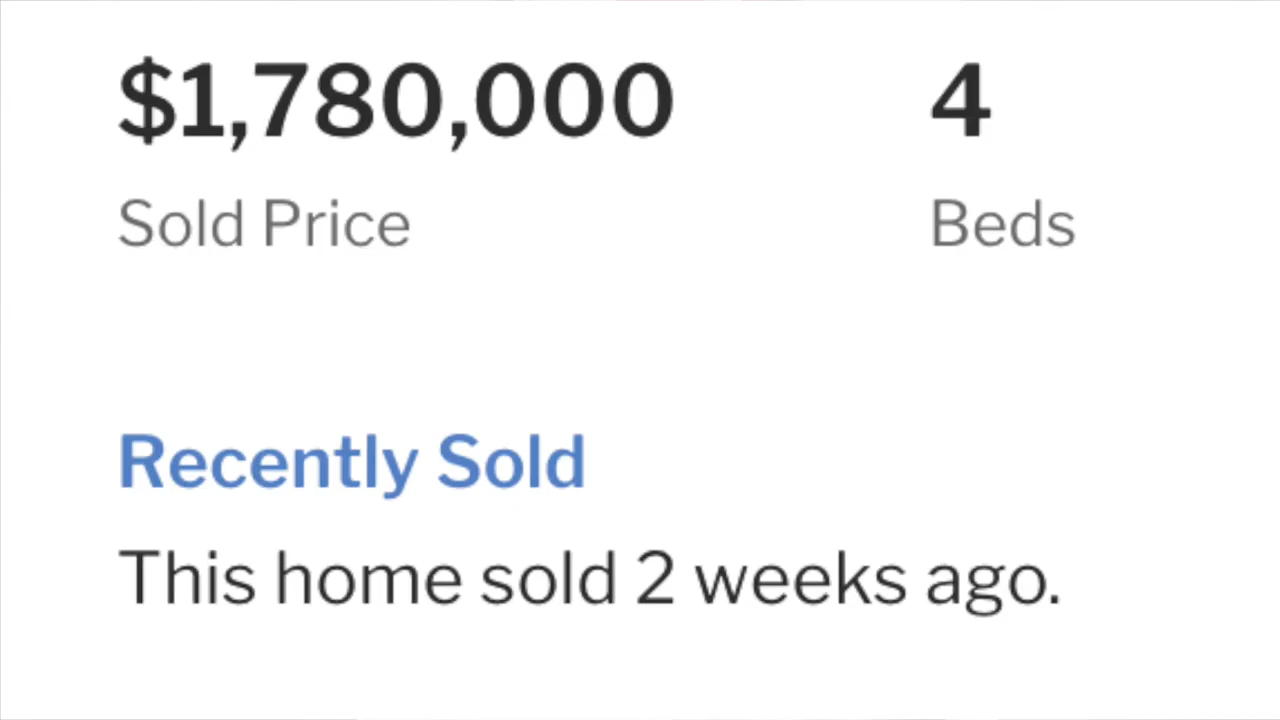 $1,780,000 4
Sold Price Beds
Recently Sold
This home sold 2 weeks ago.